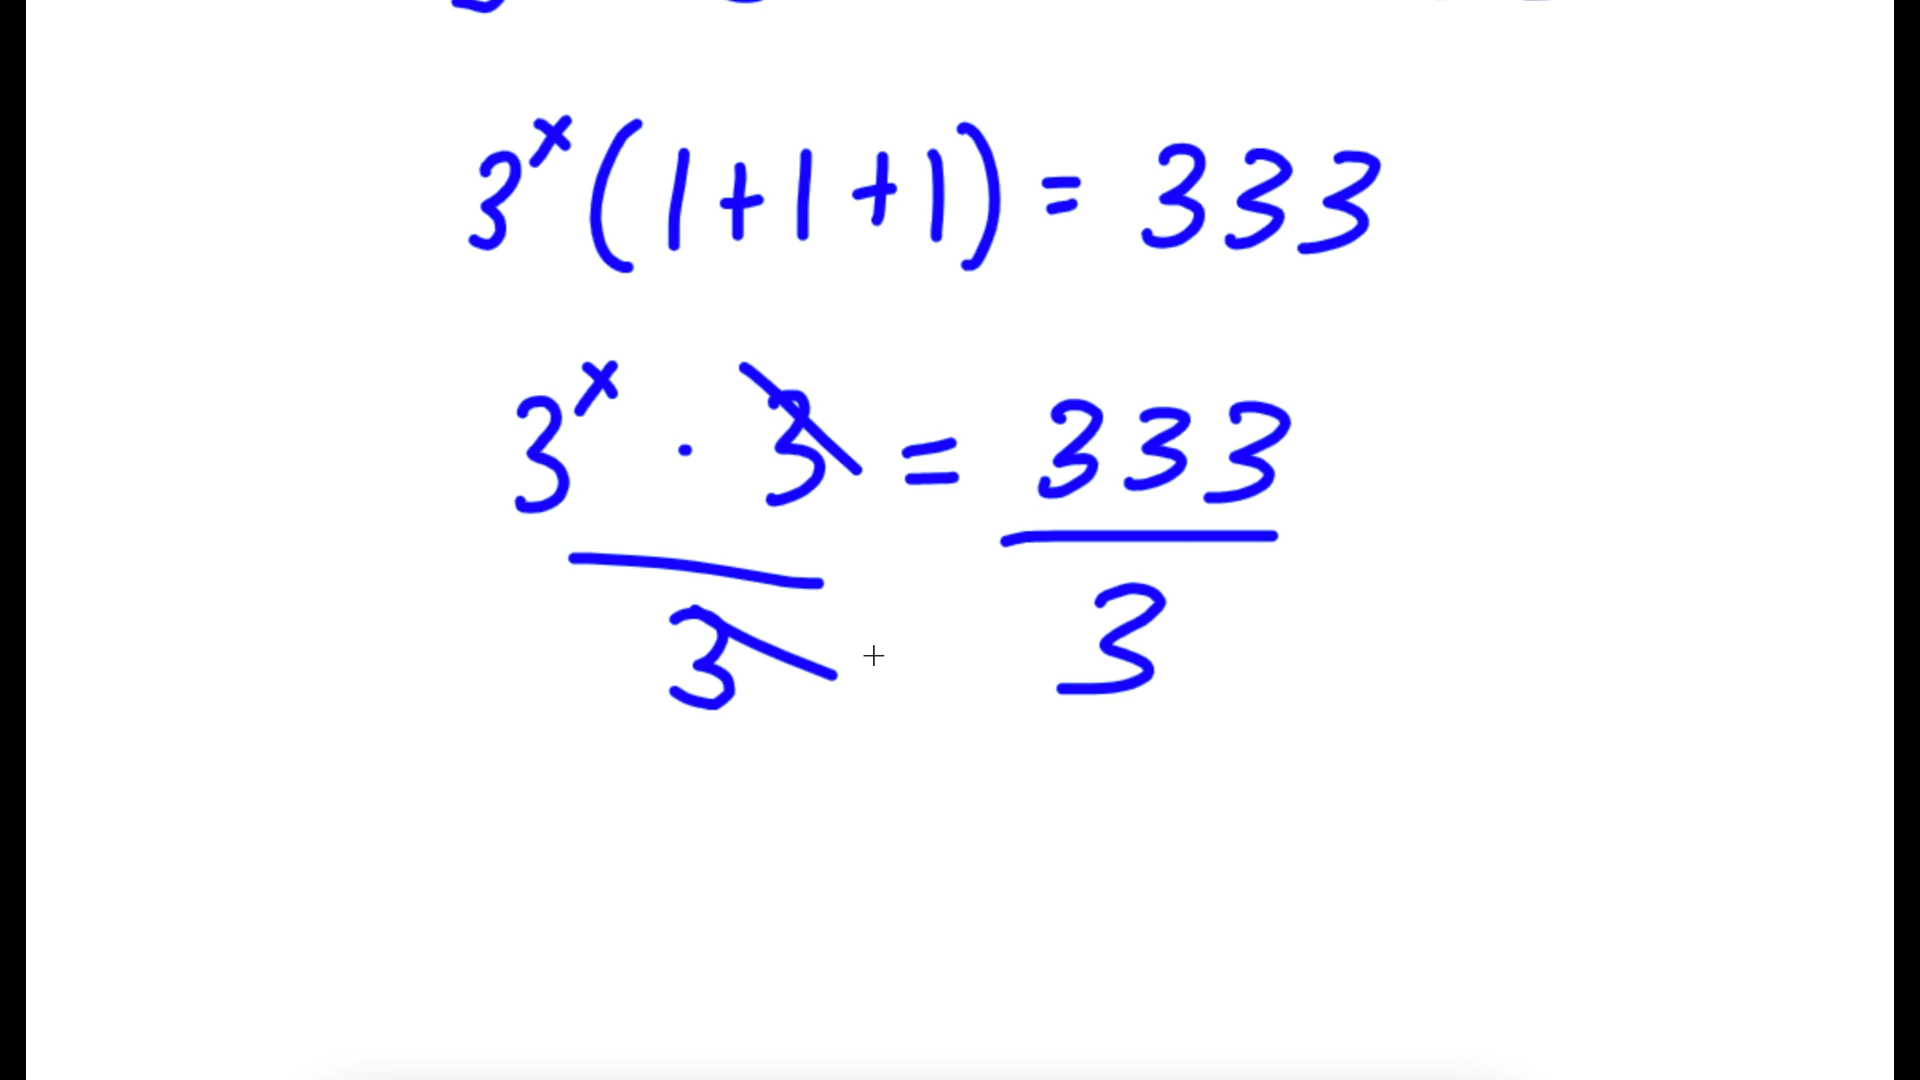 3^x (1 + 1 + 1) = 333
3^x · 3 = 333
3 3